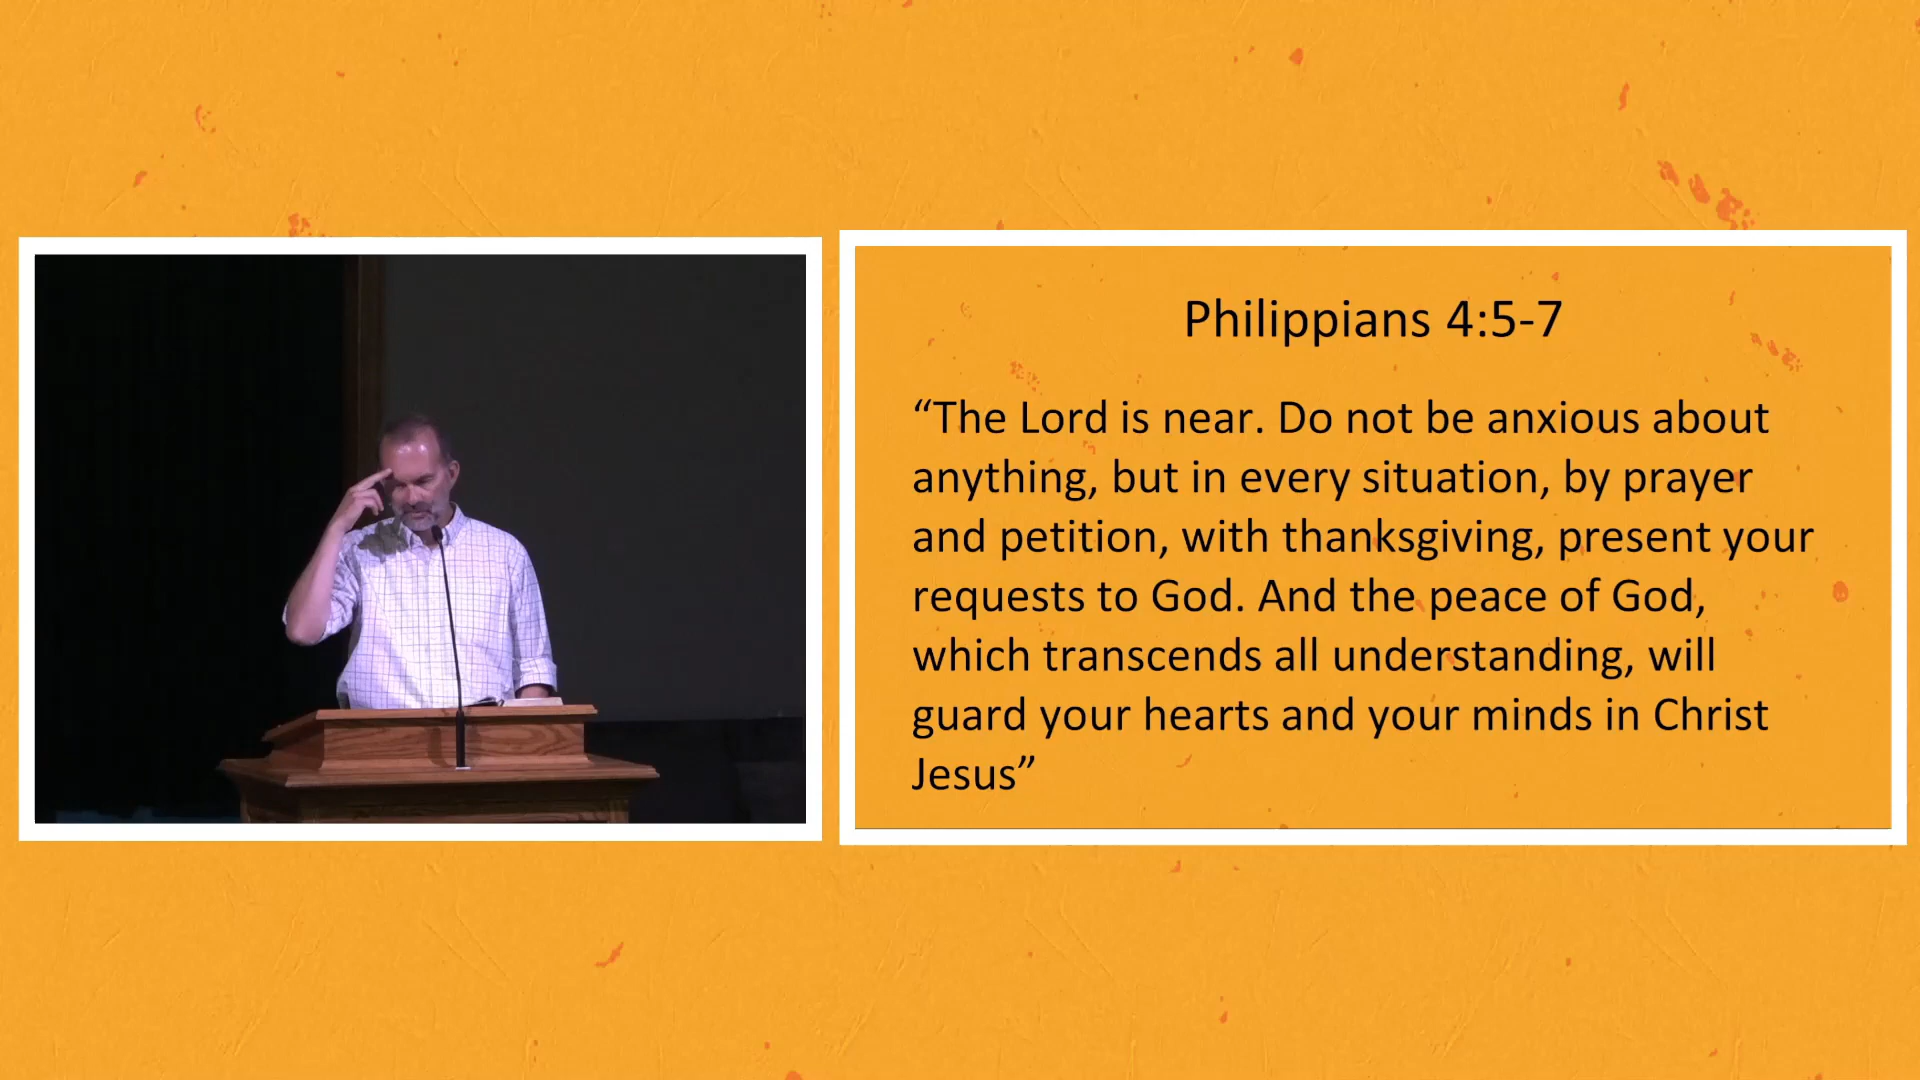 Philippians 4:5-7
“The Lord is near. Do not be anxious about
anything, but in every situation, by prayer
and petition, with thanksgiving, present your
requests to God. And the peace of God,
which transcends all understanding, will
guard your hearts and your minds in Christ
Jesus”